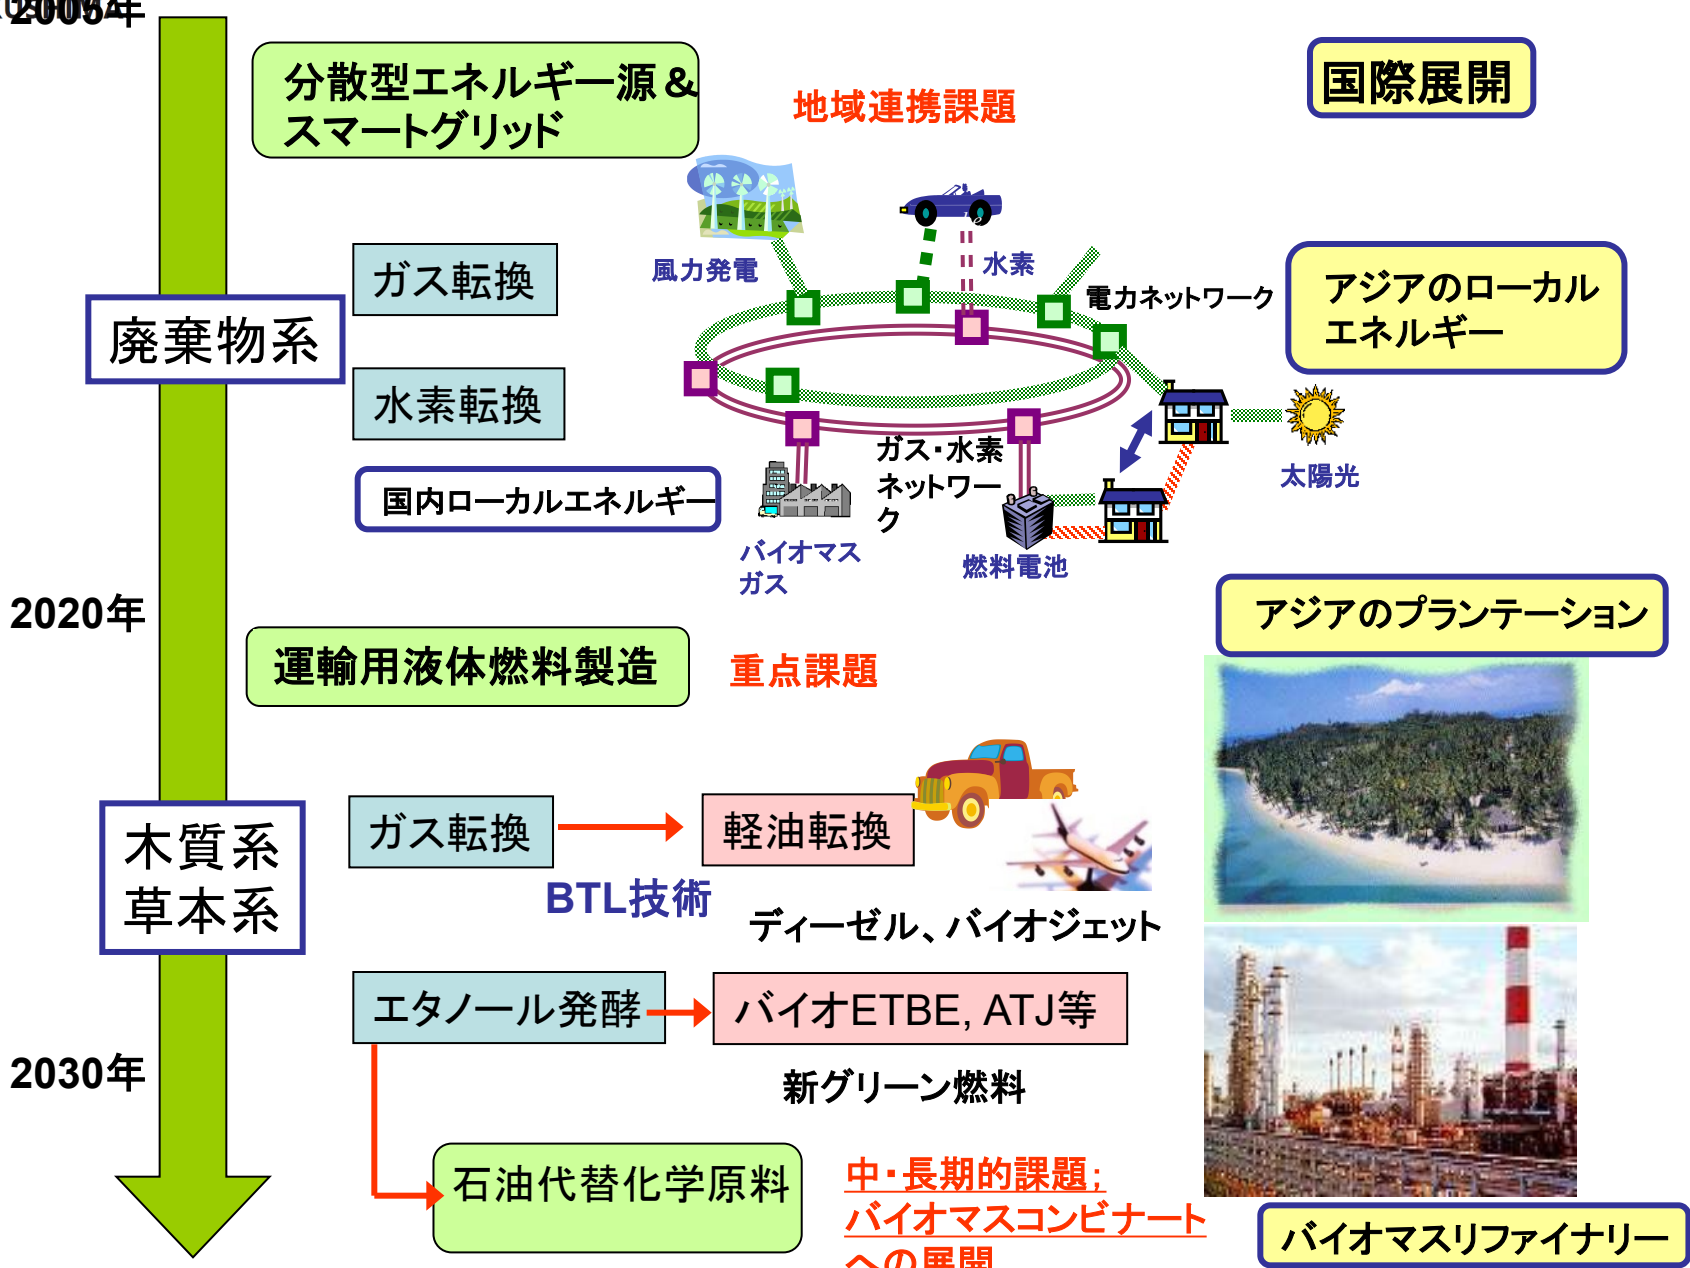 2005年
分散型エネルギー源＆
スマートグリッド
地域連携課題
国際展開
風力発電
水素
電力ネットワーク
ガス転換
廃棄物系
水素転換
アジアのローカル
エネルギー
太陽光
国内ローカルエネルギー
ガス・水素
ネットワー
ク
バイオマス
ガス
燃料電池
2020年
アジアのプランテーション
運輸用液体燃料製造
重点課題
木質系
草本系
ガス転換
軽油転換
BTL技術
ディーゼル、バイオジェット
エタノール発酵
バイオETBE, ATJ等
2030年
新グリーン燃料
石油代替化学原料
中・長期的課題;
バイオマスコンビナート
への展開
バイオマスリファイナリー